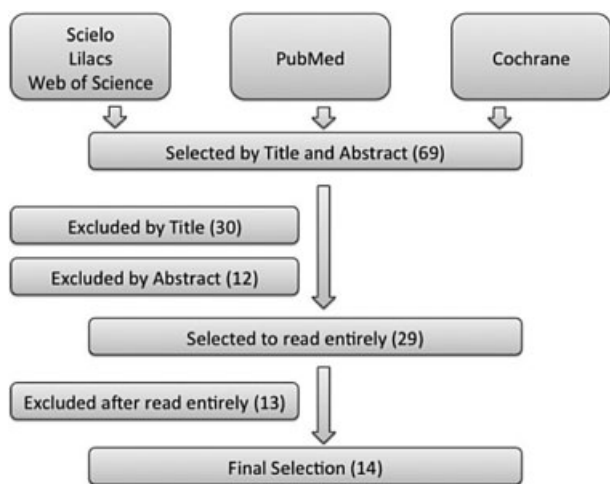 Scielo
Lilacs
Web of Science
PubMed
Cochrane
Selected by Title and Abstract (69)
Excluded by Title (30)
Excluded by Abstract (12)
Selected to read entirely (29)
Excluded after read entirely (13)
Final Selection (14)